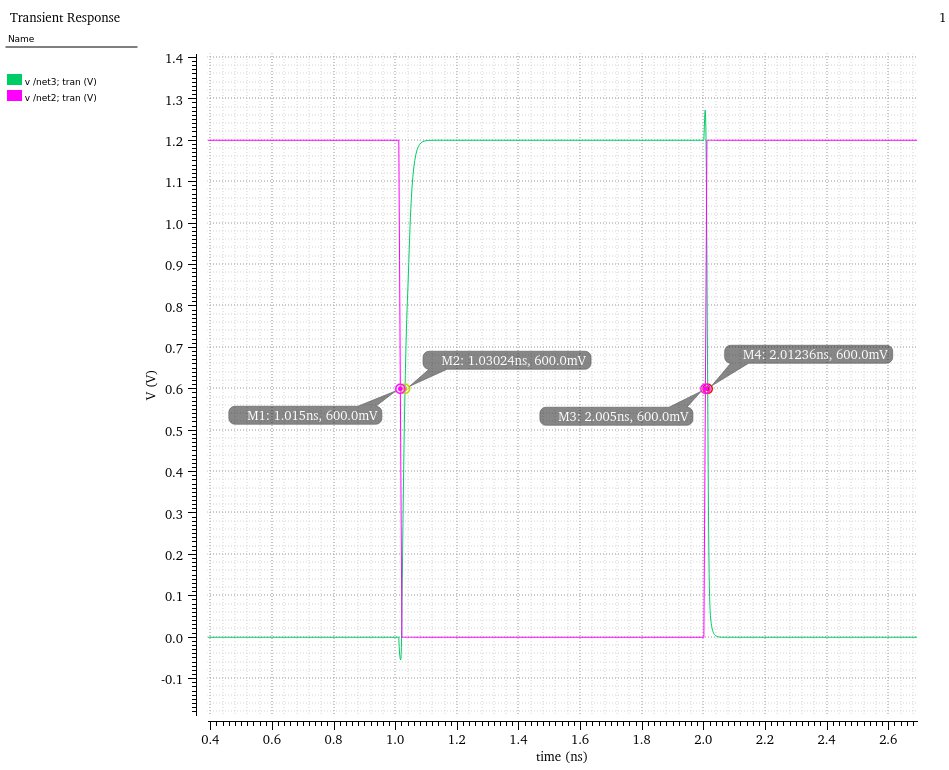 Transient Response
1
Name
v /net3; tran (V)
v /net2; tran (V)
1.4
1.3
1.2
1.1
1.0
0.9
0.8
0.7
0.6
0.5
0.4
0.3
0.2
0.1
0.0
-0.1
V (V)
M2: 1.03024ns, 600.0mV
M4: 2.01236ns, 600.0mV
M1: 1.015ns, 600.0mV
M3: 2.005ns, 600.0mV
0.4 0.6 0.8 1.0 1.2 1.4 1.6 1.8 2.0 2.2 2.4 2.6
time (ns)